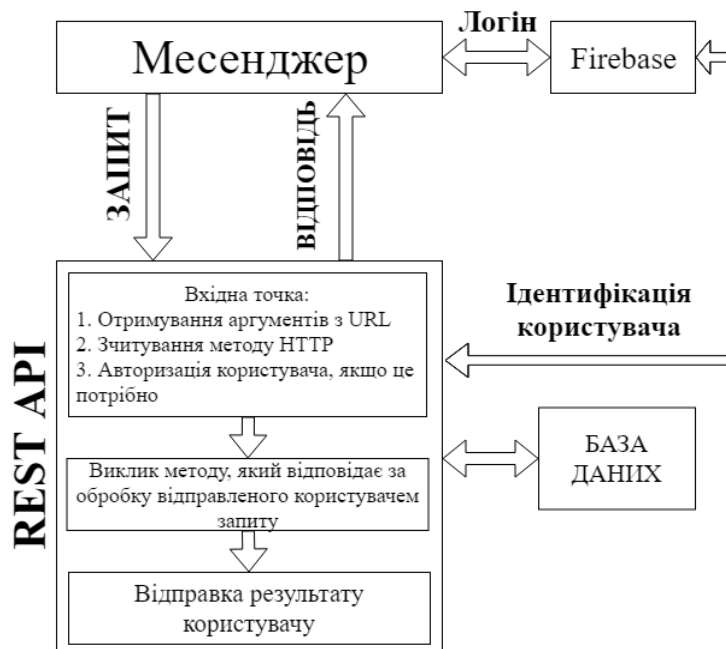 Месенджер
Логін
Firebase
ЗАПИТ
ВІДПОВІДЬ
REST API
Вхідна точка:
1. Отримування аргументів з URL
2. Зчитування методу HTTP
3. Авторизація користувача, якщо це
потрібно
Ідентифікація
користувача
Виклик методу, який відповідає за
обробку відправленого користувачем
запиту
БАЗА
ДАНИХ
Відправка результату
користувачу